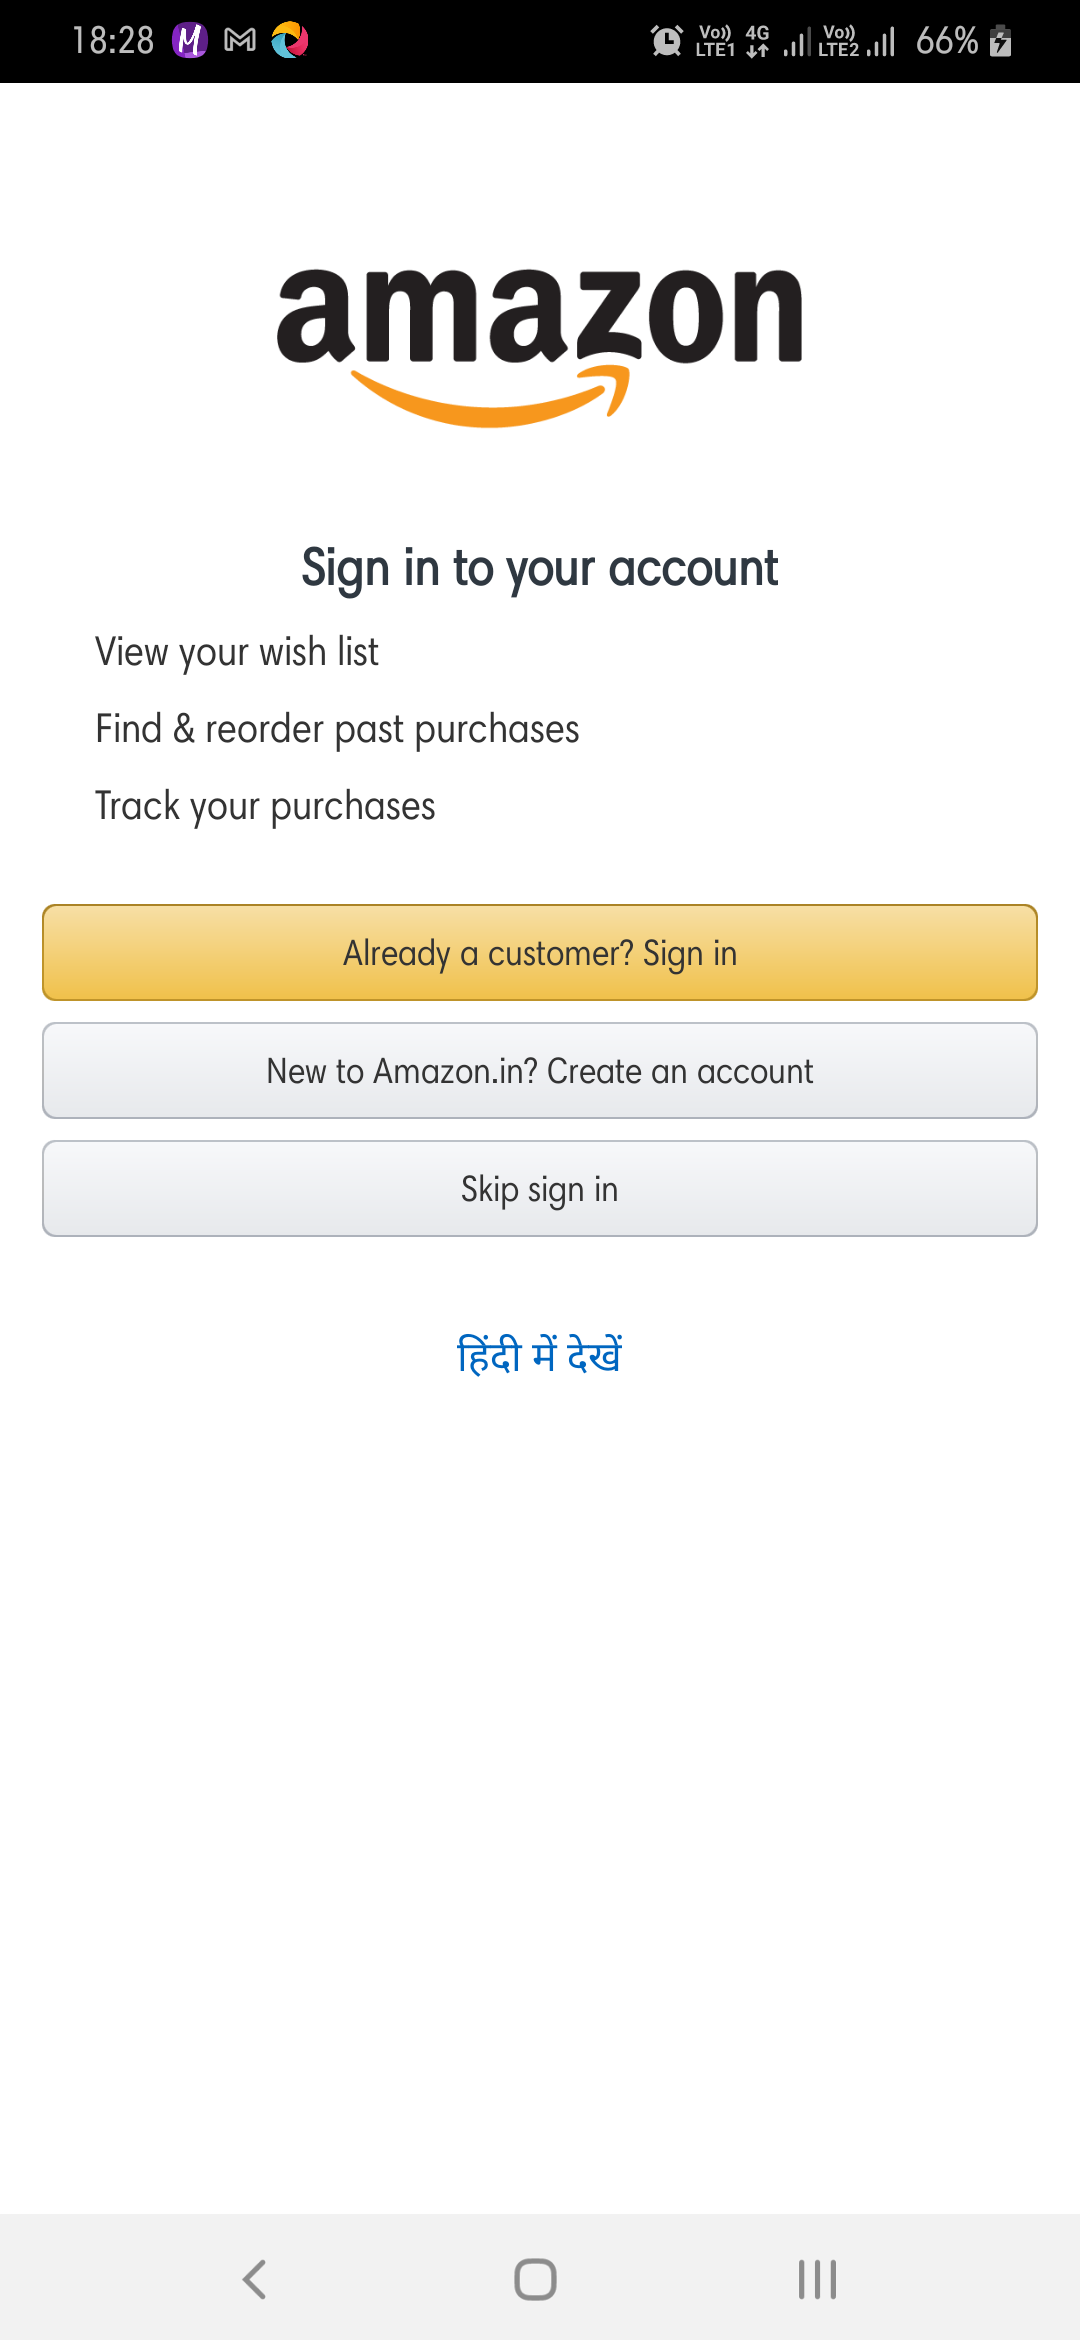 18:28 M M Vo)) LTE1 4G Vo)) LTE2 66%
amazon
Sign in to your account
View your wish list
Find & reorder past purchases
Track your purchases
Already a customer? Sign in
New to Amazon.in? Create an account
Skip sign in
हिंदी में देखें